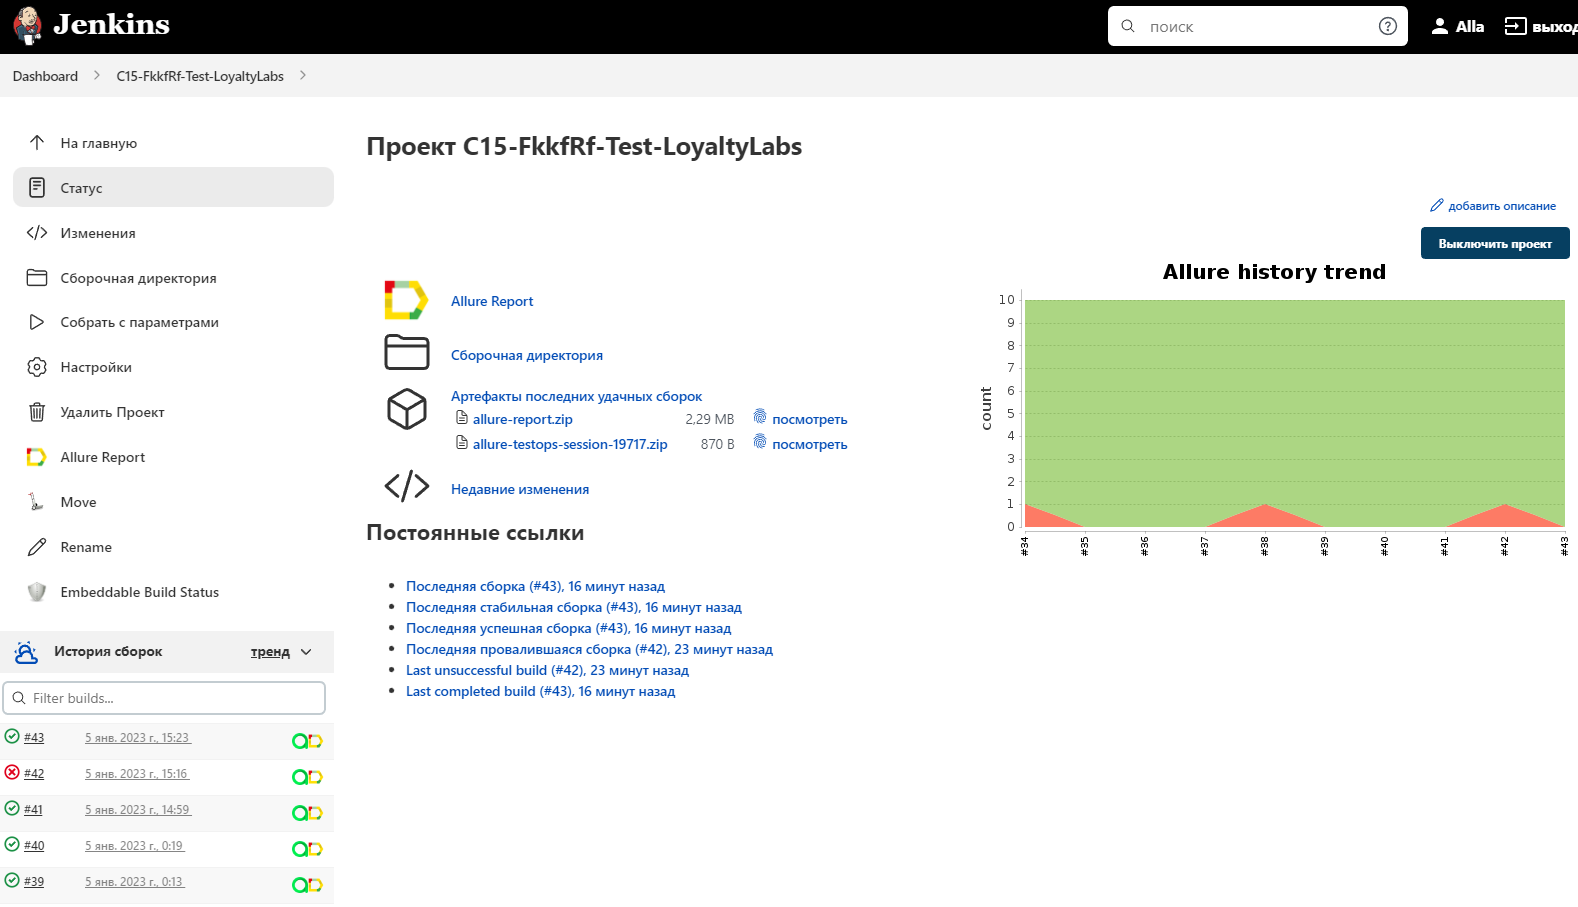 Jenkins
поиск
Alla
выход
Dashboard
C15-FkkfRf-Test-LoyaltyLabs
На главную
Статус
Изменения
Сборочная директория
Собрать с параметрами
Настройки
Удалить Проект
Allure Report
Move
Rename
Embeddable Build Status
История сборок
тренд
Filter builds...
#43 5 янв. 2023 г., 15:23
#42 5 янв. 2023 г., 15:16
#41 5 янв. 2023 г., 14:59
#40 5 янв. 2023 г., 0:19
#39 5 янв. 2023 г., 0:13
Проект C15-FkkfRf-Test-LoyaltyLabs
добавить описание
Выключить проект
Allure Report
Сборочная директория
Артефакты последних удачных сборок
allure-report.zip 2,29 MB посмотреть
allure-testops-session-19717.zip 870 B посмотреть
Недавние изменения
Постоянные ссылки
Последняя сборка (#43), 16 минут назад
Последняя стабильная сборка (#43), 16 минут назад
Последняя успешная сборка (#43), 16 минут назад
Последняя провалившаяся сборка (#42), 23 минут назад
Last unsuccessful build (#42), 23 минут назад
Last completed build (#43), 16 минут назад
Allure history trend
count
10
9
8
7
6
5
4
3
2
1
0
#34 #35 #36 #37 #38 #39 #40 #41 #42 #43